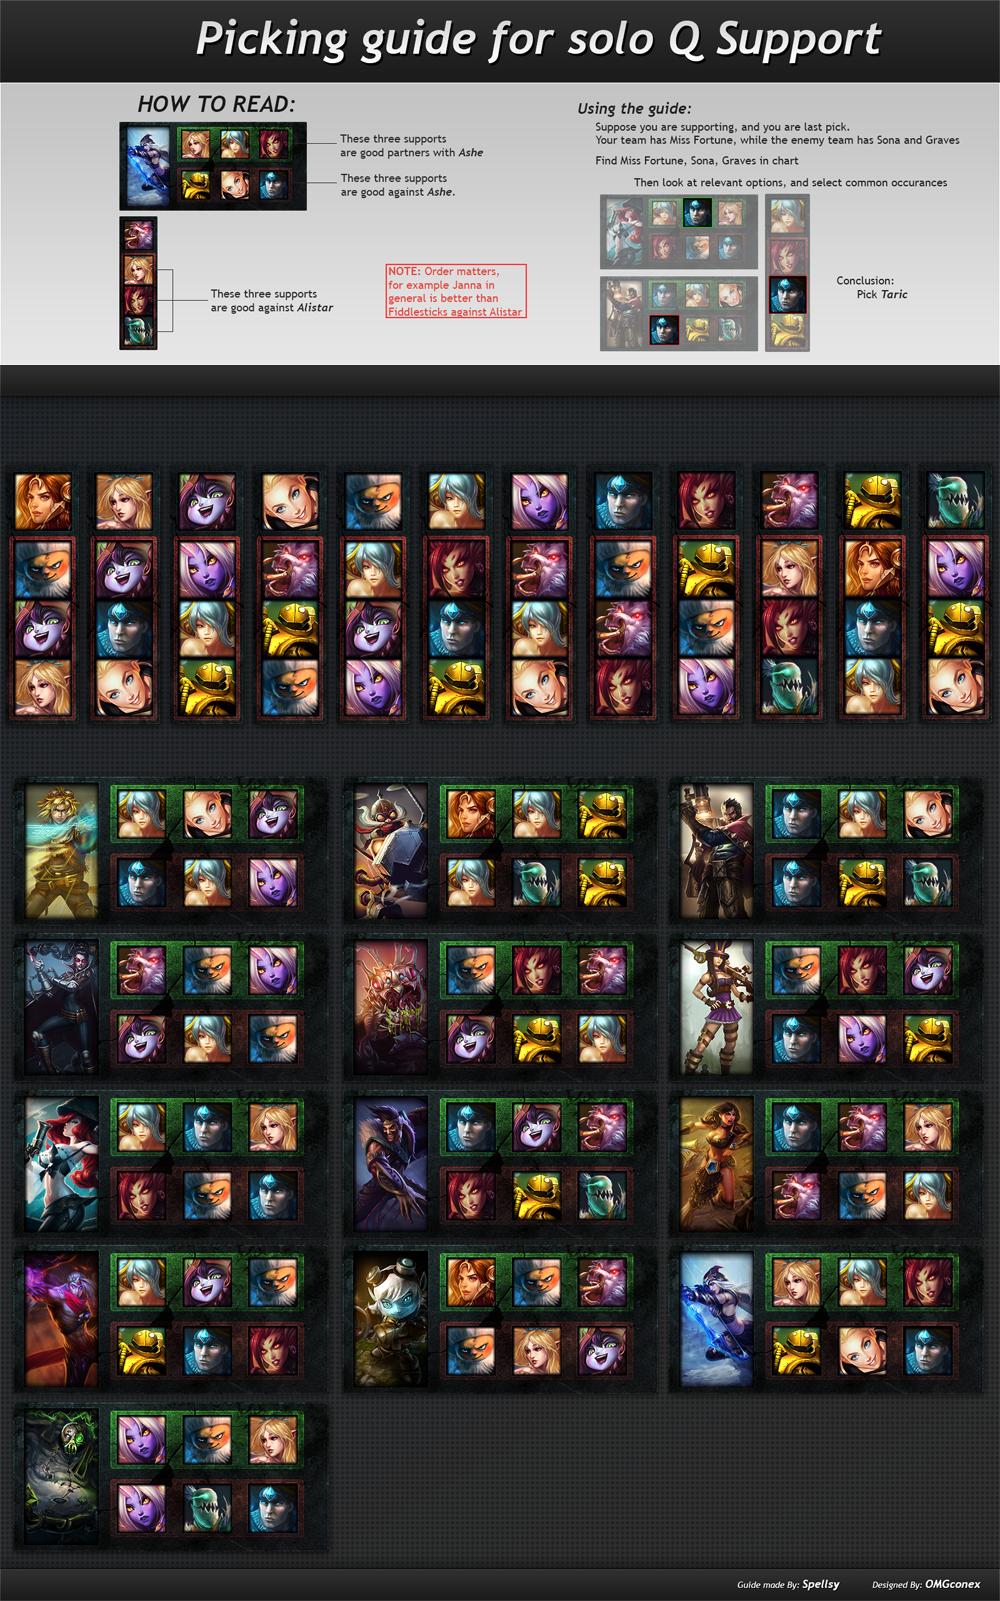 Picking guide for solo Q Support
HOW TO READ:
These three supports
are good partners with Ashe
These three supports
are good against Ashe.
These three supports
are good against Alistar
NOTE: Order matters,
for example Janna in
general is better than
Fiddlesticks against Alistar
Using the guide:
Suppose you are supporting, and you are last pick.
Your team has Miss Fortune, while the enemy team has Sona and Graves
Find Miss Fortune, Sona, Graves in chart
Then look at relevant options, and select common occurances
Conclusion:
Pick Taric
Guide made By: Spellsy
Designed By: OMGconex